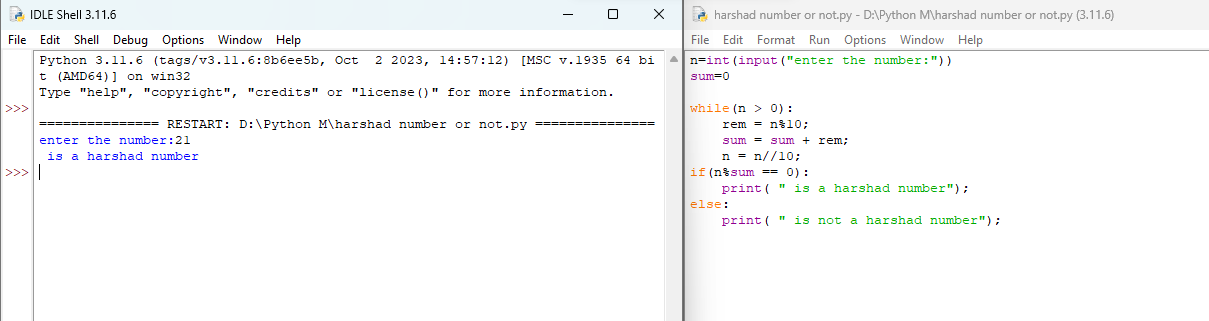 IDLE Shell 3.11.6
File Edit Shell Debug Options Window Help
Python 3.11.6 (tags/v3.11.6:8b6ee5b, Oct  2 2023, 14:57:12) [MSC v.1935 64 bi
t (AMD64)] on win32
Type "help", "copyright", "credits" or "license()" for more information.
>>>
=============== RESTART: D:\Python M\harshad number or not.py ===============
enter the number:21
 is a harshad number
>>>
harshad number or not.py - D:\Python M\harshad number or not.py (3.11.6)
File Edit Format Run Options Window Help
n=int(input("enter the number:"))
sum=0
while(n > 0):
    rem = n%10;
    sum = sum + rem;
    n = n//10;
if(n%sum == 0):
    print( " is a harshad number");
else:
    print( " is not a harshad number");